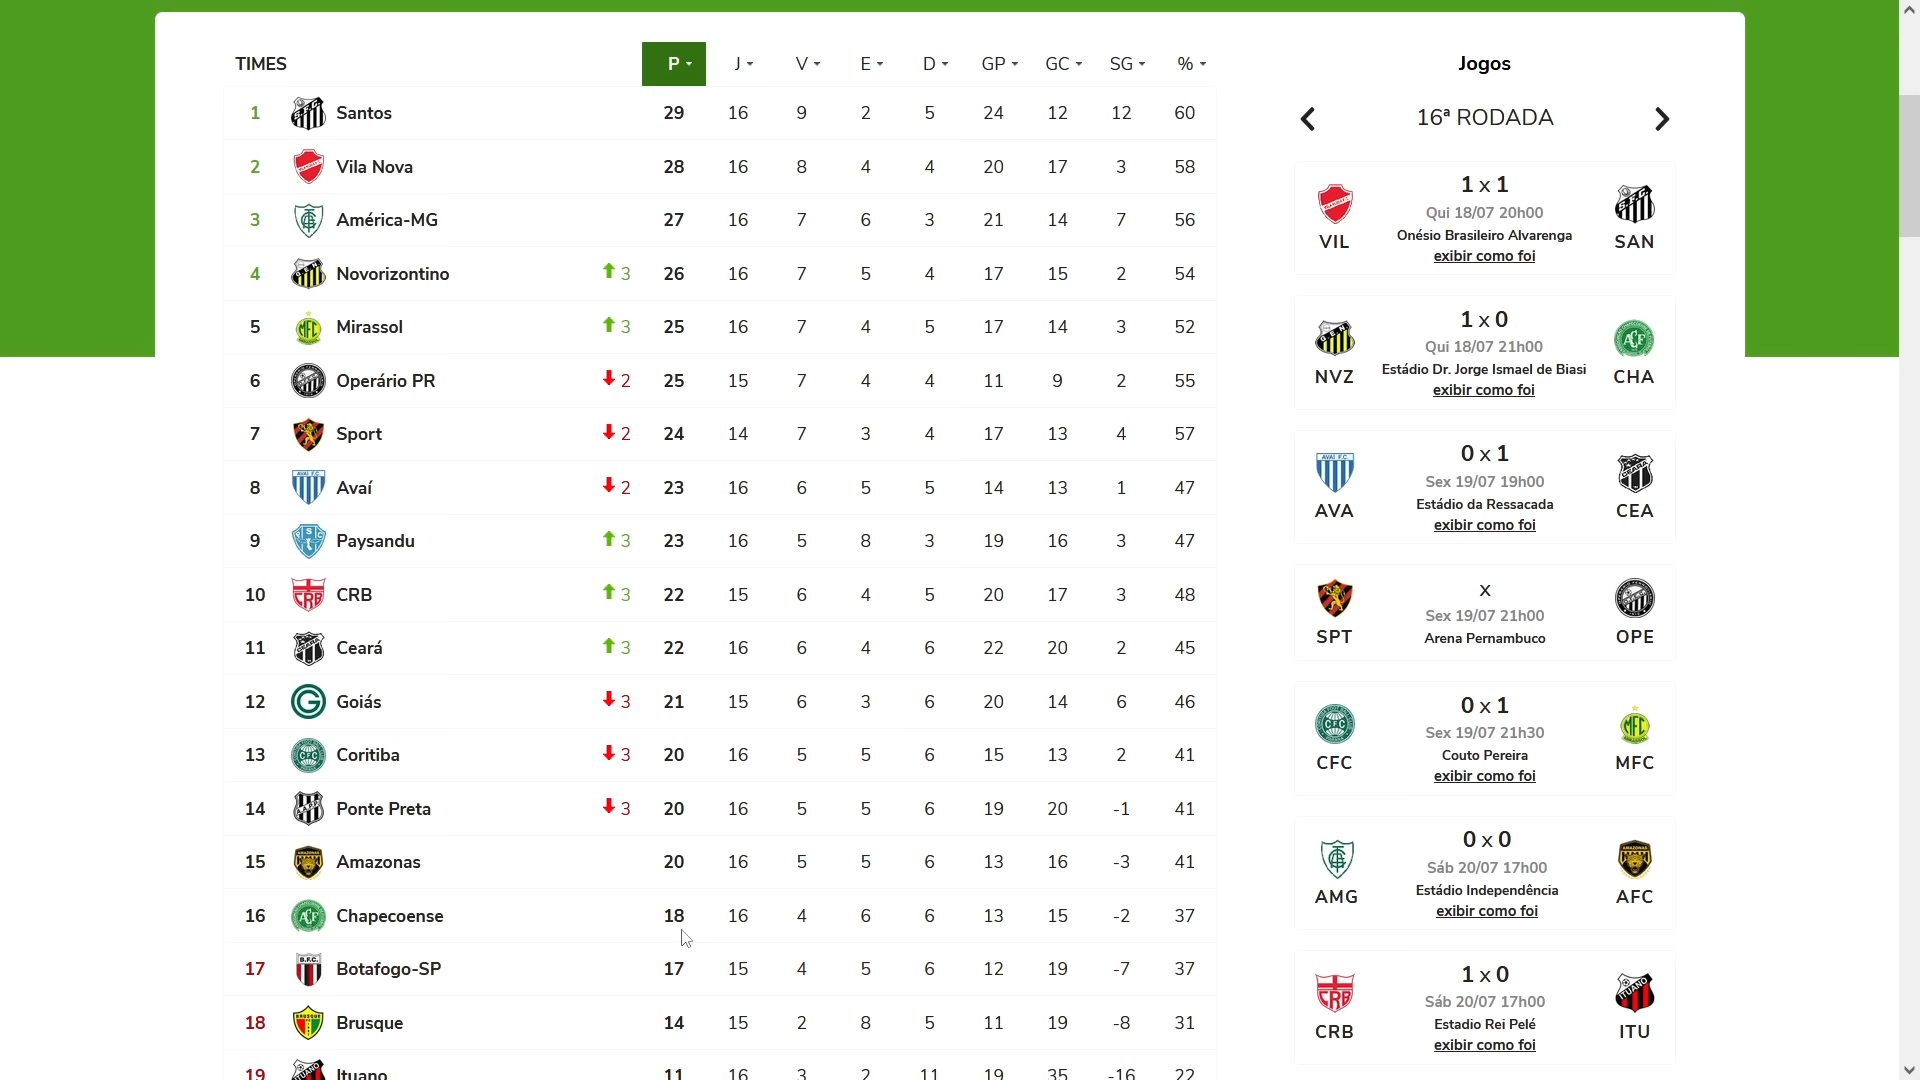 TIMES P J V E D GP GC SG %
1 Santos 29 16 9 2 5 24 12 12 60
2 Vila Nova 28 16 8 4 4 20 17 3 58
3 América-MG 27 16 7 6 3 21 14 7 56
4 Novorizontino 3 26 16 7 5 4 17 15 2 54
5 Mirassol 3 25 16 7 4 5 17 14 3 52
6 Operário PR 2 25 15 7 4 4 11 9 2 55
7 Sport 2 24 14 7 3 4 17 13 4 57
8 Avaí 2 23 16 6 5 5 14 13 1 47
9 Paysandu 3 23 16 5 8 3 19 16 3 47
10 CRB 3 22 15 6 4 5 20 17 3 48
11 Ceará 3 22 16 6 4 6 22 20 2 45
12 Goiás 3 21 15 6 3 6 20 14 6 46
13 Coritiba 3 20 16 5 5 6 15 13 2 41
14 Ponte Preta 3 20 16 5 5 6 19 20 -1 41
15 Amazonas 20 16 5 5 6 13 16 -3 41
16 Chapecoense 18 16 4 6 6 13 15 -2 37
17 Botafogo-SP 17 15 4 5 6 12 19 -7 37
18 Brusque 14 15 2 8 5 11 19 -8 31
19 Ituano 11 16 3 2 11 19 35 -16 22
Jogos
16ª RODADA
1 x 1
Qui 18/07 20h00
Onésio Brasileiro Alvarenga
VIL SAN
exibir como foi
1 x 0
Qui 18/07 21h00
Estádio Dr. Jorge Ismael de Biasi
NVZ CHA
exibir como foi
0 x 1
Sex 19/07 19h00
Estádio da Ressacada
AVA CEA
exibir como foi
x
Sex 19/07 21h00
SPT Arena Pernambuco OPE
0 x 1
Sex 19/07 21h30
Couto Pereira
CFC MFC
exibir como foi
0 x 0
Sáb 20/07 17h00
Estádio Independência
AMG AFC
exibir como foi
1 x 0
Sáb 20/07 17h00
Estadio Rei Pelé
CRB ITU
exibir como foi